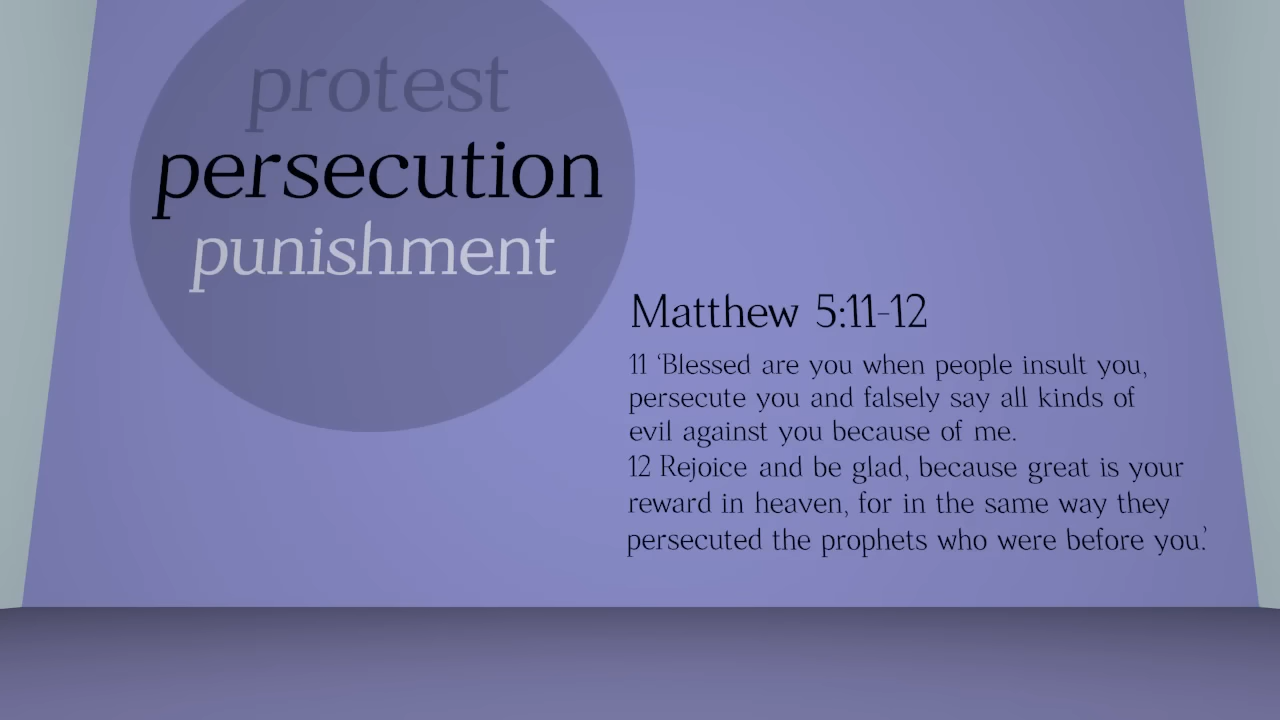 protest
persecution
punishment
Matthew 5:11-12
11 ‘Blessed are you when people insult you,
persecute you and falsely say all kinds of
evil against you because of me.
12 Rejoice and be glad, because great is your
reward in heaven, for in the same way they
persecuted the prophets who were before you.’